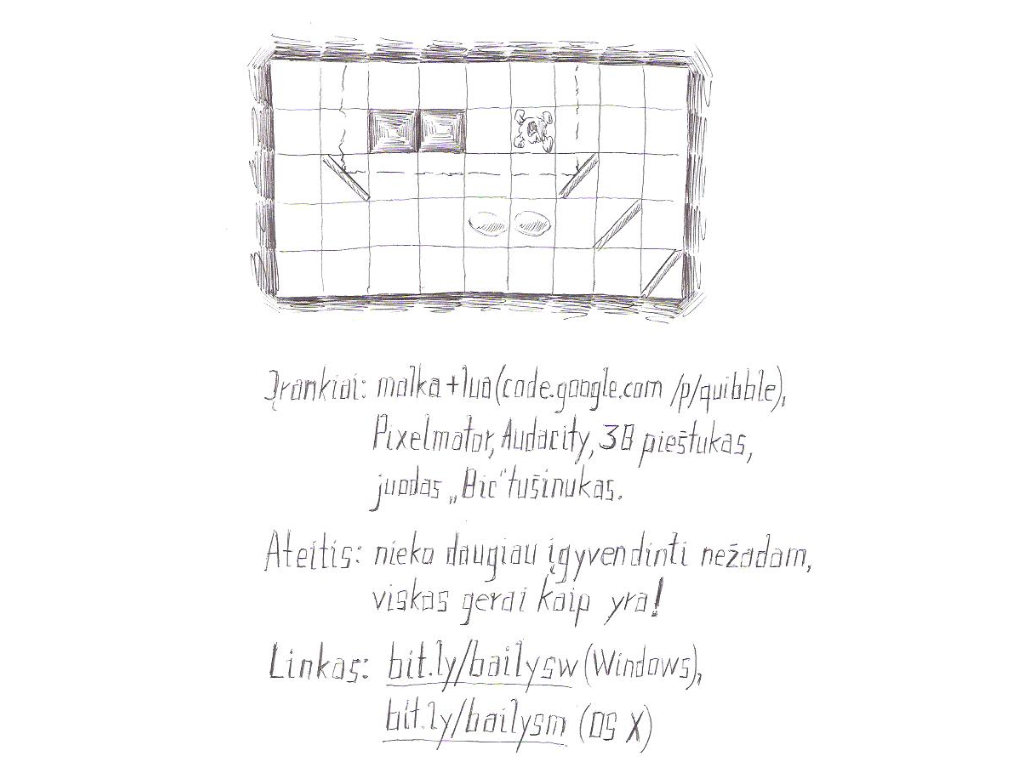 Įrankiai: malka+lua(code.google.com/p/quibble),
Pixelmator, Audacity, 3B pieštukas,
juodas „Bic“ tušinukas.
Ateitis: nieko daugiau įgyvendinti nežadam,
viskas gerai kaip yra!
Linkas: bit.ly/bailysw (Windows),
bit.ly/bailysm (OS X)